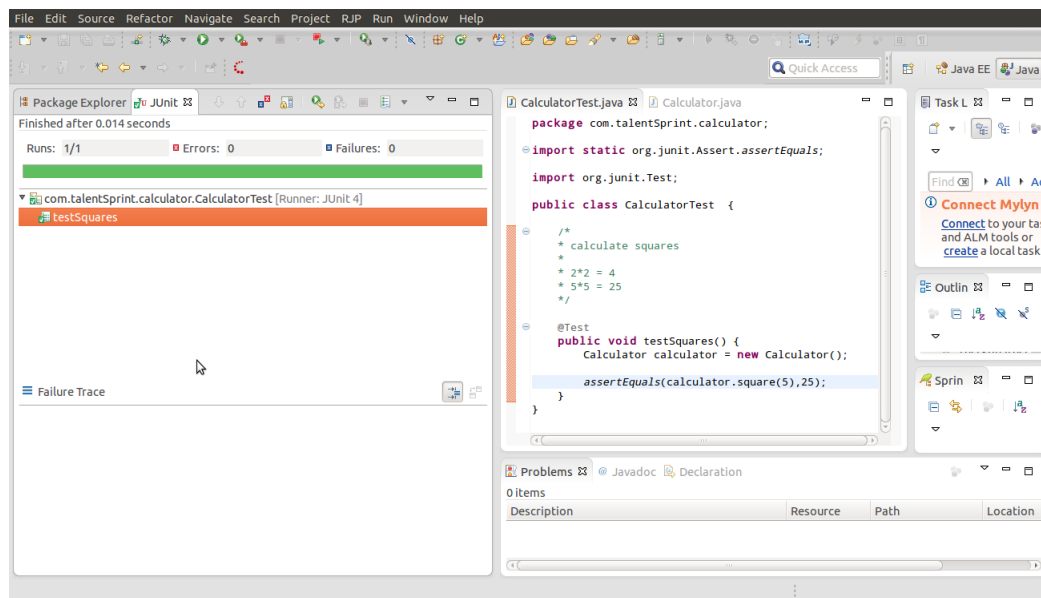 File Edit Source Refactor Navigate Search Project RJP Run Window Help
Quick Access
Java EE
Java
Package Explorer
JUnit
Finished after 0.014 seconds
Runs: 1/1
Errors: 0
Failures: 0
com.talentSprint.calculator.CalculatorTest [Runner: JUnit 4]
testSquares
Failure Trace
CalculatorTest.java
Calculator.java
package com.talentSprint.calculator;
import static org.junit.Assert.assertEquals;
import org.junit.Test;
public class CalculatorTest {
/*
* calculate squares
*
* 2*2 = 4
* 5*5 = 25
*/
@Test
public void testSquares() {
Calculator calculator = new Calculator();
assertEquals(calculator.square(5),25);
}
}
Task L
Find
All
Connect Mylyn
Connect to your
and ALM tools or
create a local task
Outlin
Sprin
Problems
@ Javadoc
Declaration
0 items
Description
Resource
Path
Location